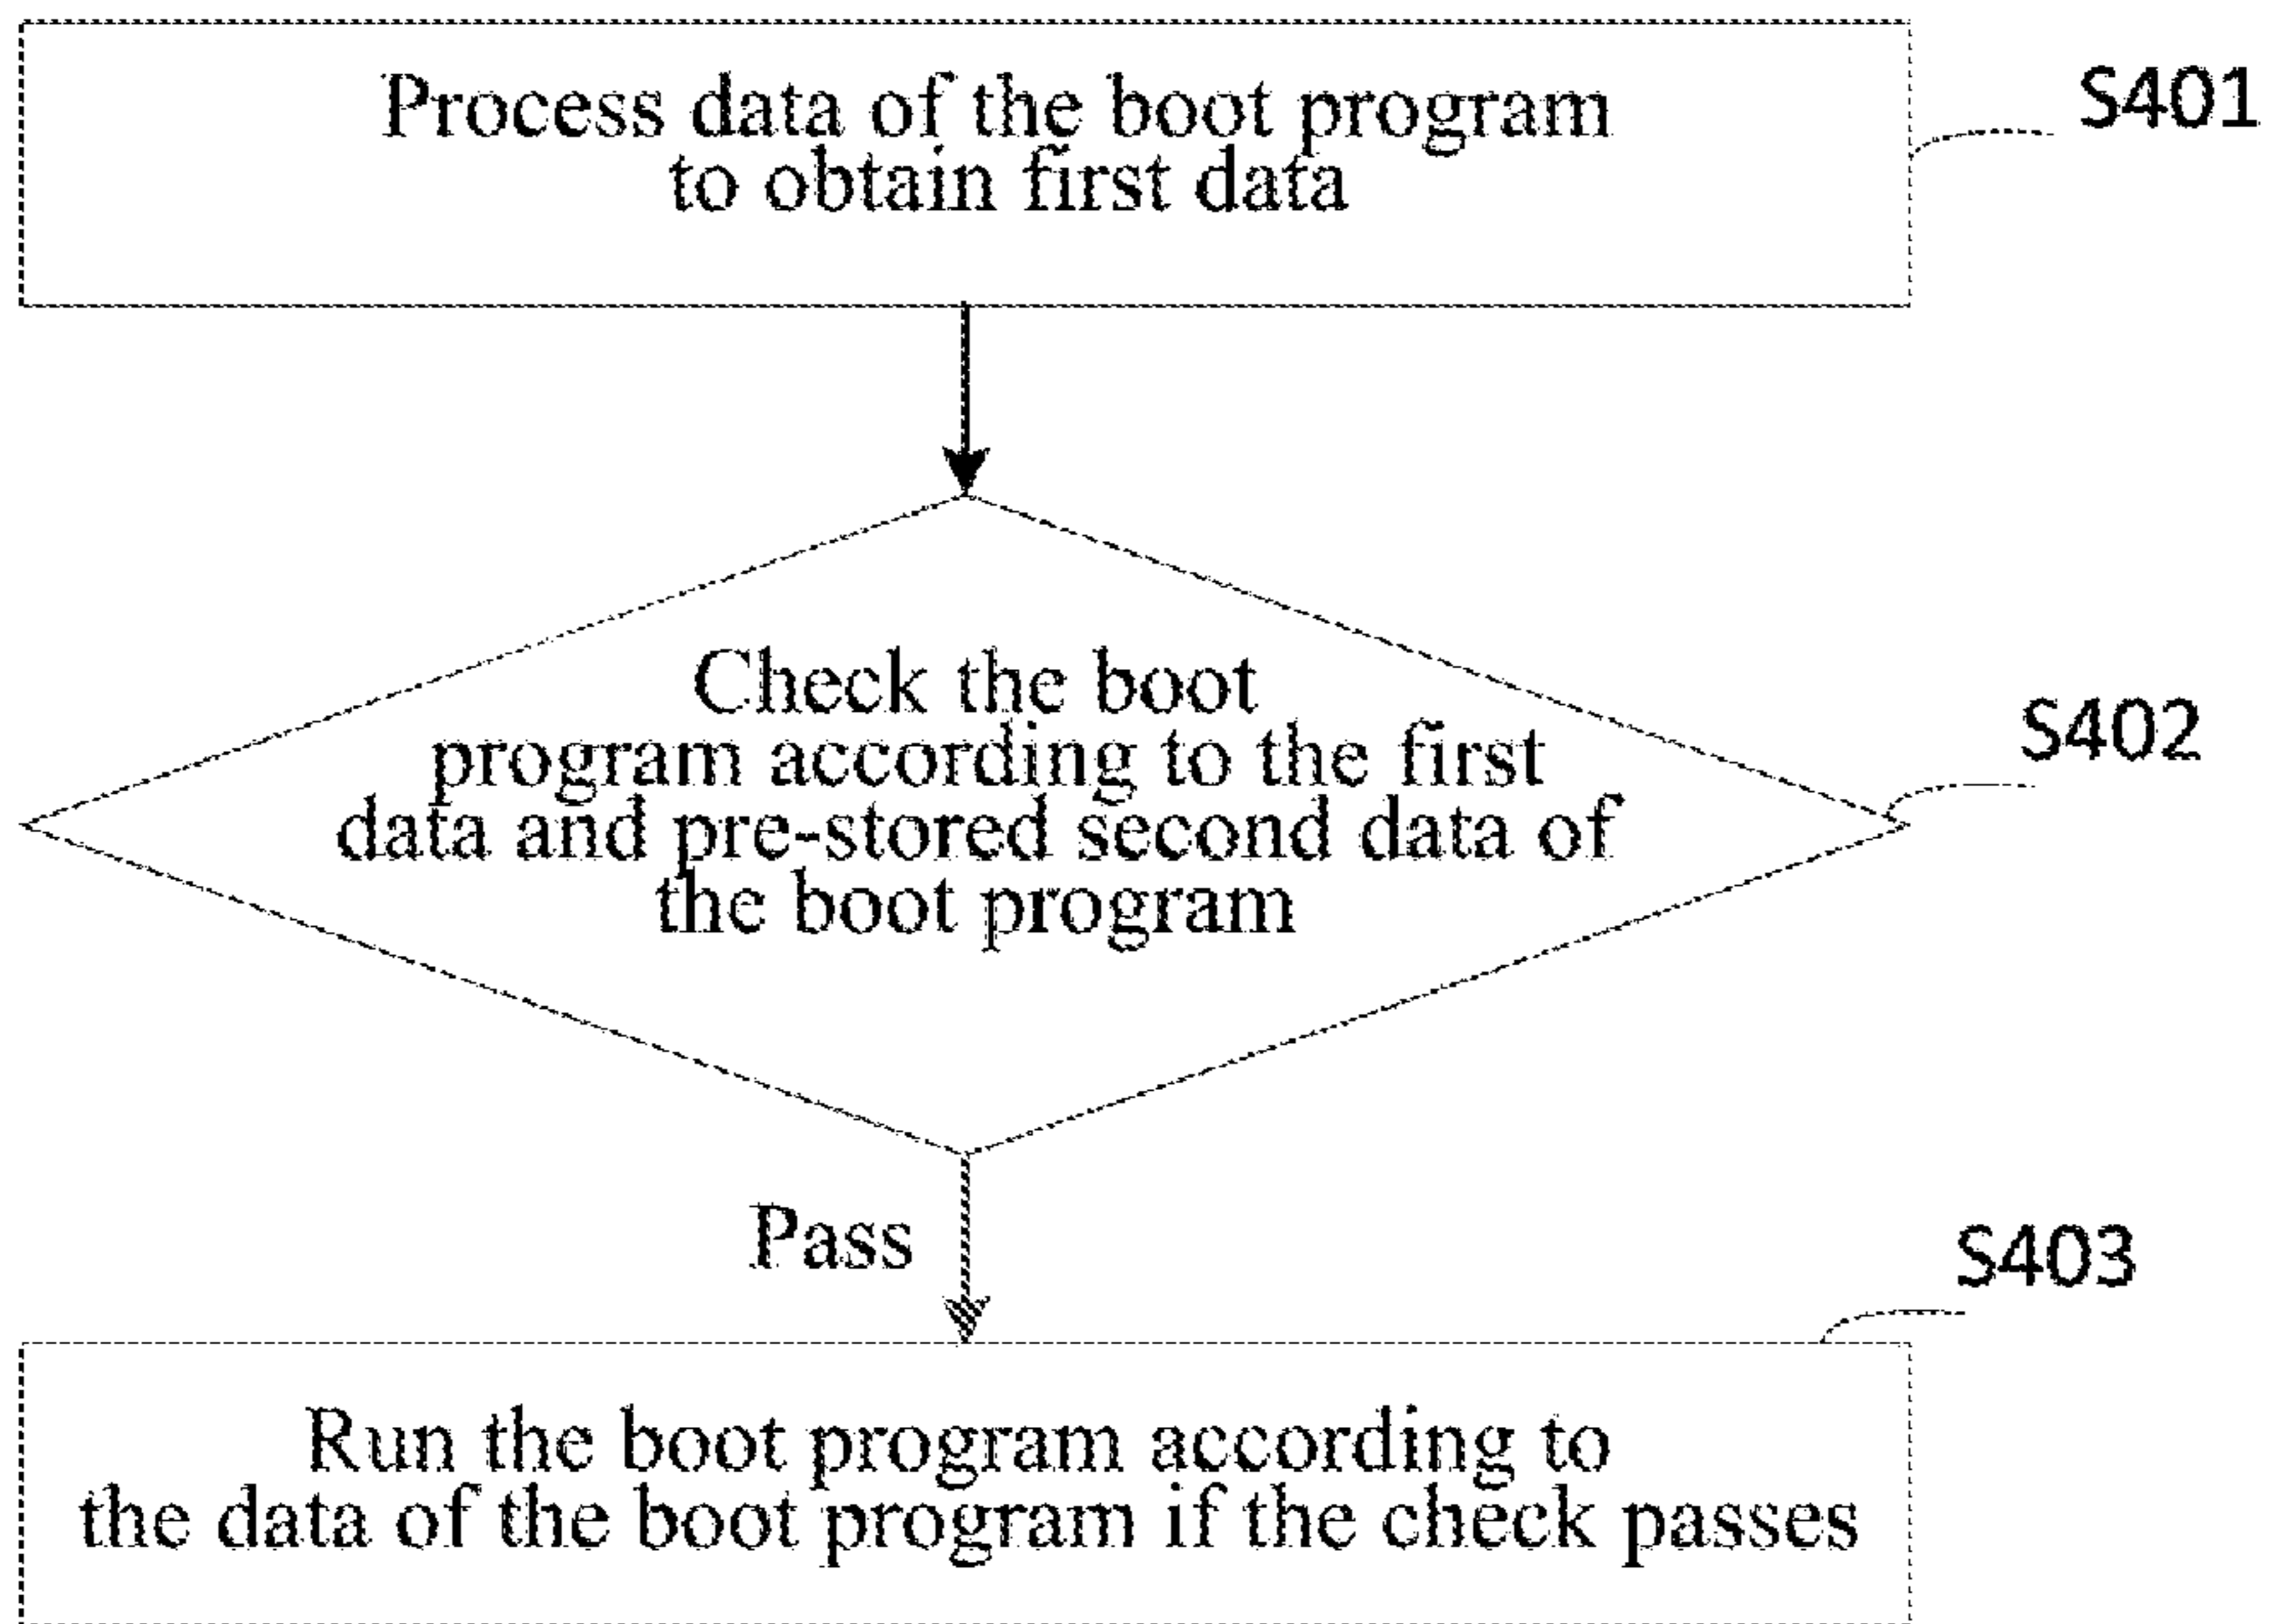 Process data of the boot program
to obtain first data
S401
Check the boot
program according to the first
data and pre-stored second data of
the boot program
S402
Pass
S403
Run the boot program according to
the data of the boot program if the check passes